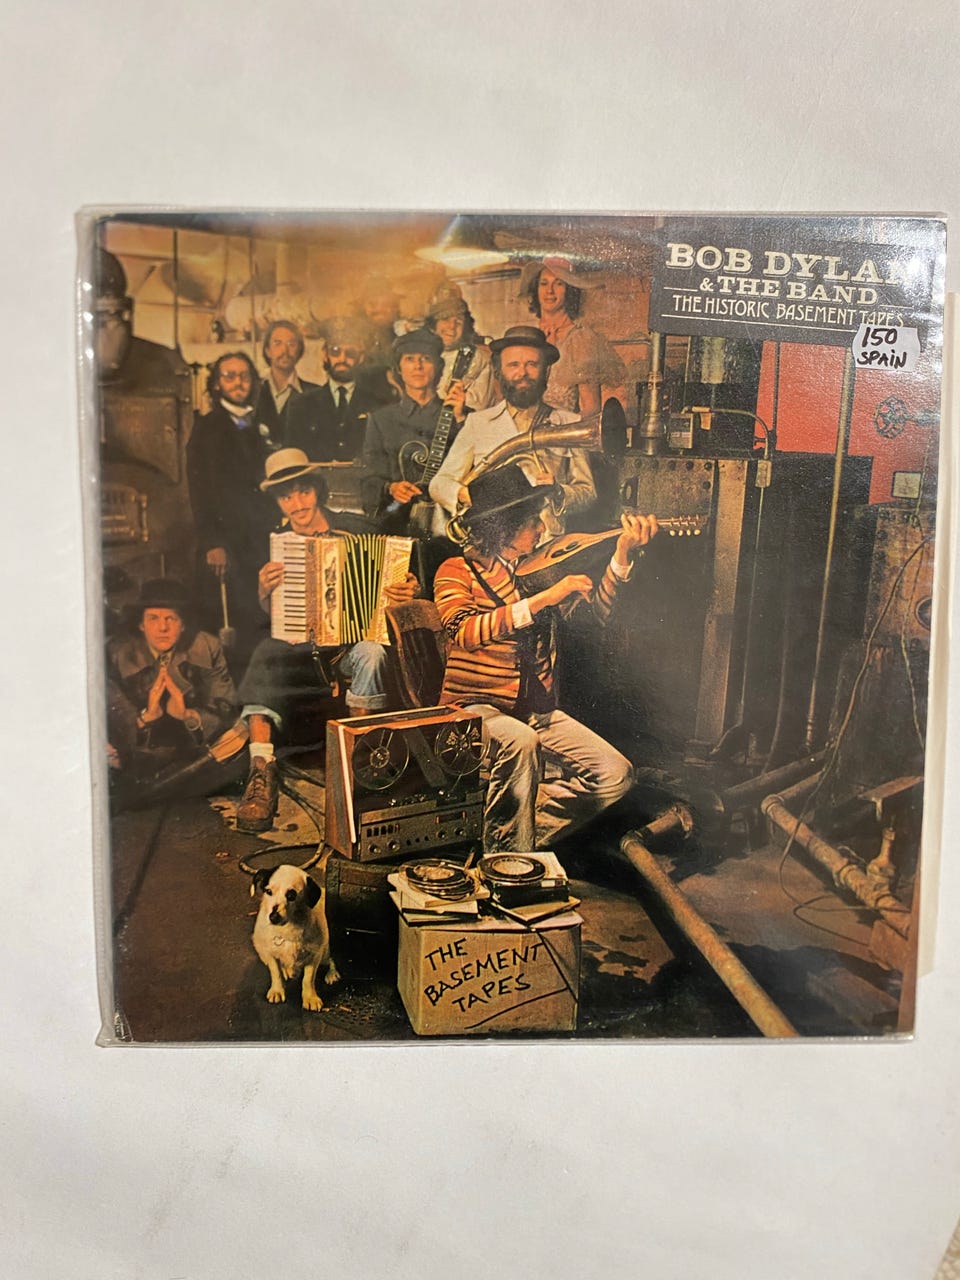 BOB DYLAN
& THE BAND
THE HISTORIC BASEMENT TAPES
150
SPAIN
THE
BASEMENT
TAPES